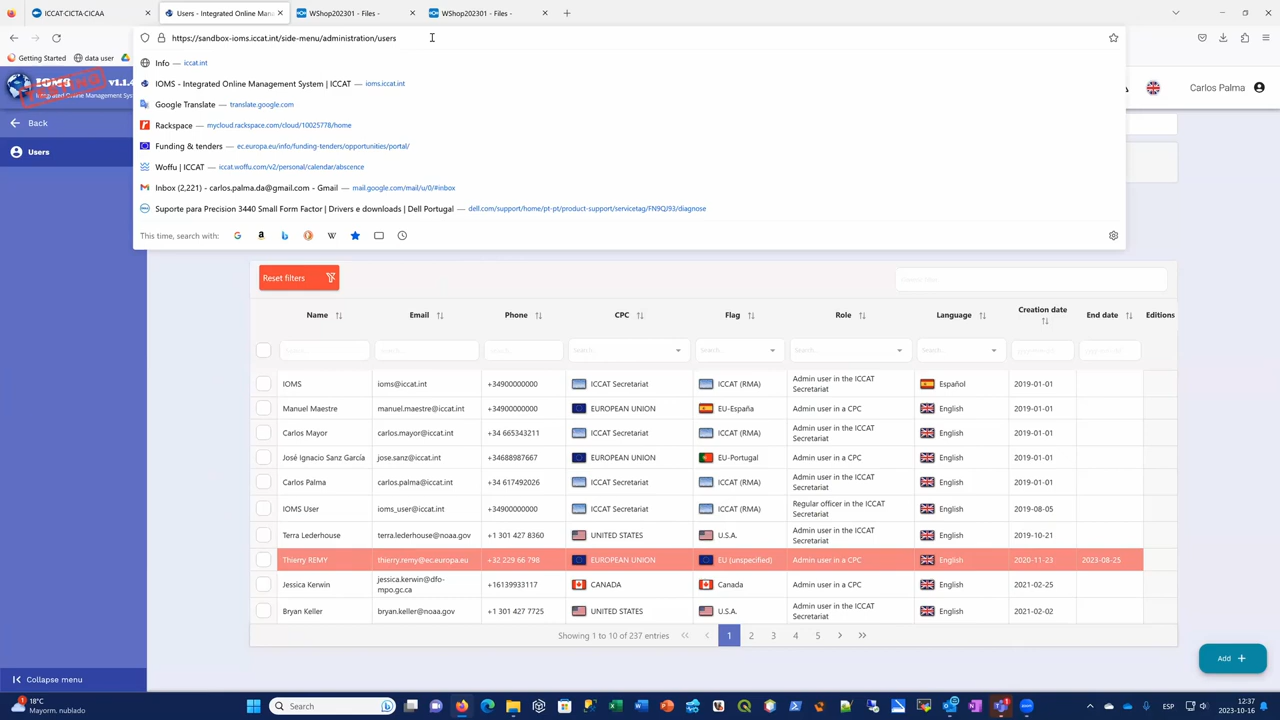 ICCAT·CICTA·CICAA
Users - Integrated Online Man
WShop202301 - Files -
WShop202301 - Files -
https://sandbox-ioms.iccat.int/side-menu/administration/users
Getting Started
data user
Info — iccat.int
IOMS - Integrated Online Management System | ICCAT — ioms.iccat.int
Google Translate — translate.google.com
Rackspace — mycloud.rackspace.com/cloud/10025778/home
Funding & tenders — ec.europa.eu/info/funding-tenders/opportunities/portal/
Woffu | ICCAT — iccat.woffu.com/v2/personal/calendar/abscence
Inbox (2,221) - carlos.palma.da@gmail.com - Gmail — mail.google.com/mail/u/0/#inbox
Suporte para Precision 3440 Small Form Factor | Drivers e downloads | Dell Portugal — dell.com/support/home/pt-pt/product-support/servicetag/FN9QJ93/diagnose
This time, search with:
IOMS v1.1.4
Integrated Online Management Sys
Carlos Palma
Back
Users
Reset filters
Name Email Phone CPC Flag Role Language Creation date End date Editions
Search... Search... Search... Search...
IOMS ioms@iccat.int +34900000000 ICCAT Secretariat ICCAT (RMA) Admin user in the ICCAT Secretariat Español 2019-01-01
Manuel Maestre manuel.maestre@iccat.int +34900000000 EUROPEAN UNION EU-España Admin user in a CPC English 2019-01-01
Carlos Mayor carlos.mayor@iccat.int +34 665343211 ICCAT Secretariat ICCAT (RMA) Admin user in the ICCAT Secretariat English 2019-01-01
José Ignacio Sanz García jose.sanz@iccat.int +34688987667 EUROPEAN UNION EU-Portugal Admin user in a CPC English 2019-01-01
Carlos Palma carlos.palma@iccat.int +34 617492026 ICCAT Secretariat ICCAT (RMA) Admin user in the ICCAT Secretariat English 2019-01-01
IOMS User ioms_user@iccat.int +34900000000 ICCAT Secretariat ICCAT (RMA) Regular officer in the ICCAT Secretariat English 2019-08-05
Terra Lederhouse terra.lederhouse@noaa.gov +1 301 427 8360 UNITED STATES U.S.A. Admin user in the ICCAT Secretariat English 2019-10-21
Thierry REMY thierry.remy@ec.europa.eu +32 229 66 798 EUROPEAN UNION EU (unspecified) Admin user in a CPC English 2020-11-23 2023-08-25
Jessica Kerwin jessica.kerwin@dfo-mpo.gc.ca +16139933117 CANADA Canada Admin user in a CPC English 2021-02-25
Bryan Keller bryan.keller@noaa.gov +1 301 427 7725 UNITED STATES U.S.A. Admin user in the ICCAT Secretariat English 2021-02-02
Showing 1 to 10 of 237 entries 1 2 3 4 5
Add +
Collapse menu
18°C
Mayorm. nublado
Search
ESP
12:37
2023-10-16